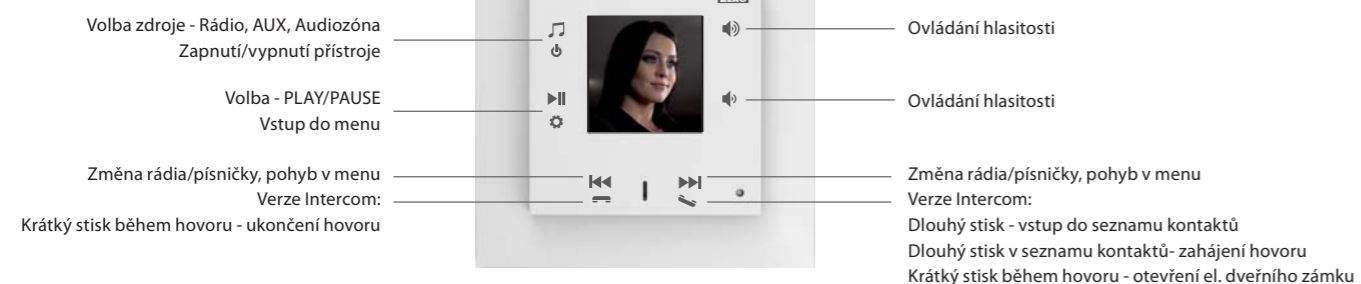 Volba zdroje - Rádio, AUX, Audiozóna
Zapnutí/vypnutí přístroje
Volba - PLAY/PAUSE
Vstup do menu
Změna rádia/písničky, pohyb v menu
Verze Intercom:
Krátký stisk během hovoru - ukončení hovoru
Ovládání hlasitosti
Ovládání hlasitosti
Změna rádia/písničky, pohyb v menu
Verze Intercom:
Dlouhý stisk - vstup do seznamu kontaktů
Dlouhý stisk v seznamu kontaktů- zahájení hovoru
Krátký stisk během hovoru - otevření el. dveřního zámku